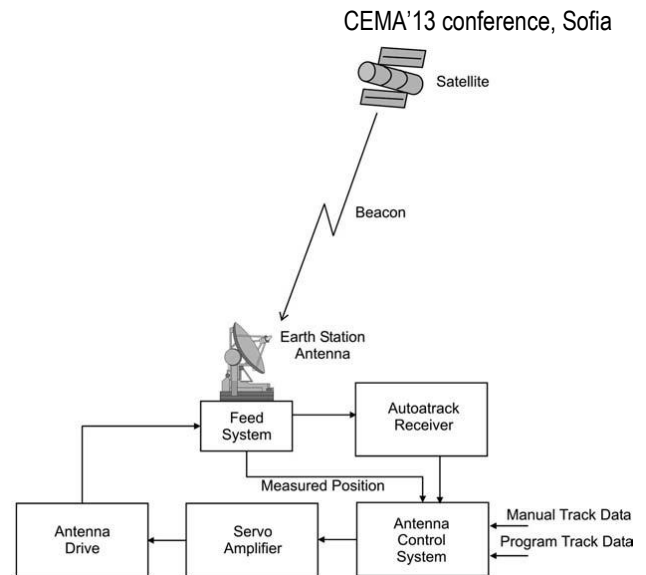 CEMA’13 conference, Sofia
Satellite
Beacon
Earth Station
Antenna
Feed
System
Autoatrack
Receiver
Measured Position
Antenna
Drive
Servo
Amplifier
Antenna
Control
System
Manual Track Data
Program Track Data